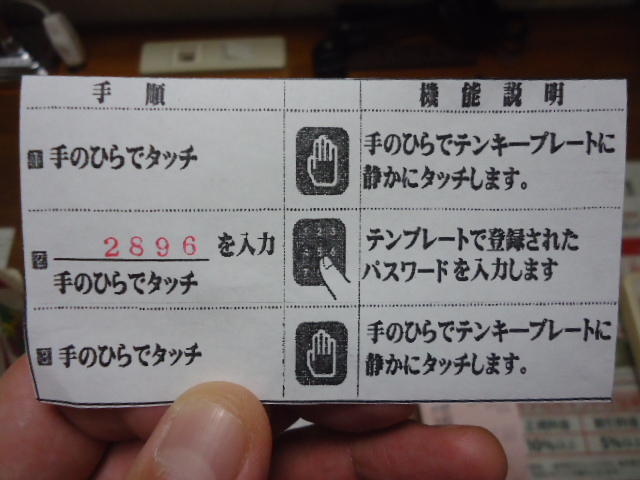 手順 機能説明
1 手のひらでタッチ
手のひらでテンキープレートに
静かにタッチします。
2 2896 を入力
手のひらでタッチ
テンプレートで登録された
パスワードを入力します
3 手のひらでタッチ
手のひらでテンキープレートに
静かにタッチします。